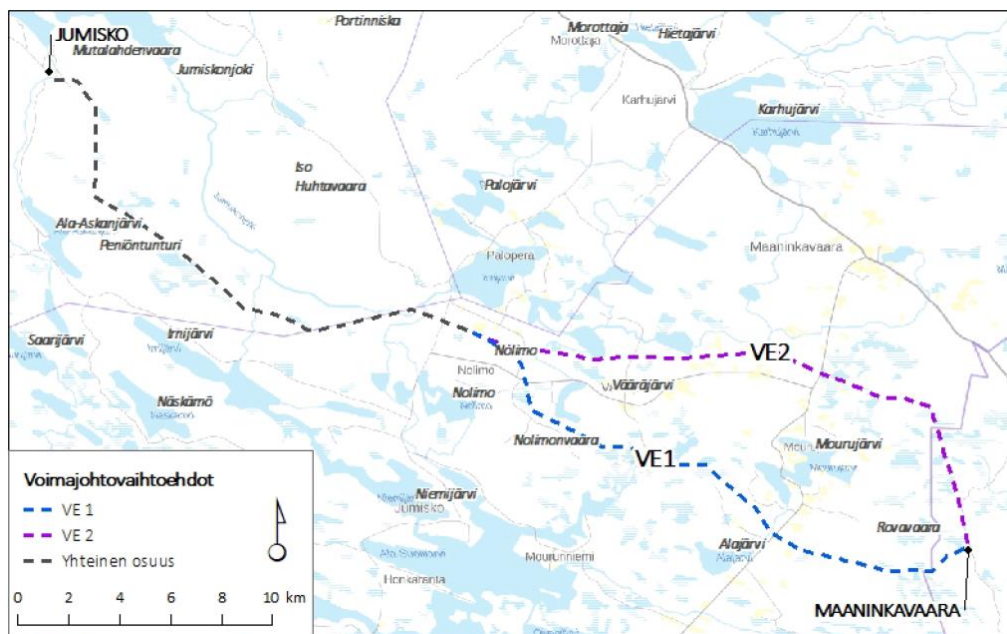 Portinniska
Morottaja
Hietajärvi
Morottaja
JUMISKO
Mutalahdenvaara
Jumiskonjoki
Karhujärvi
Karhujärvi
Karhujärvi
Iso
Huhtavaara
Palojärvi
Ala-Askanjärvi
Peniöntunturi
Palopera
Maaninkavaara
Saarijärvi
Irnijärvi
Nolimo
VE2
Nolimo
Vääräjärvi
Näskämö
Nolimo
Nolimonvaara
VE1
Mourujärvi
Niemijärvi
Jumisko
Rovavaara
Alajärvi
Mourunniemi
Honkaranta
MAANINKAVAARA
Voimajohtovaihtoehdot
VE 1
VE 2
Yhteinen osuus
0 2 4 6 8 10 km